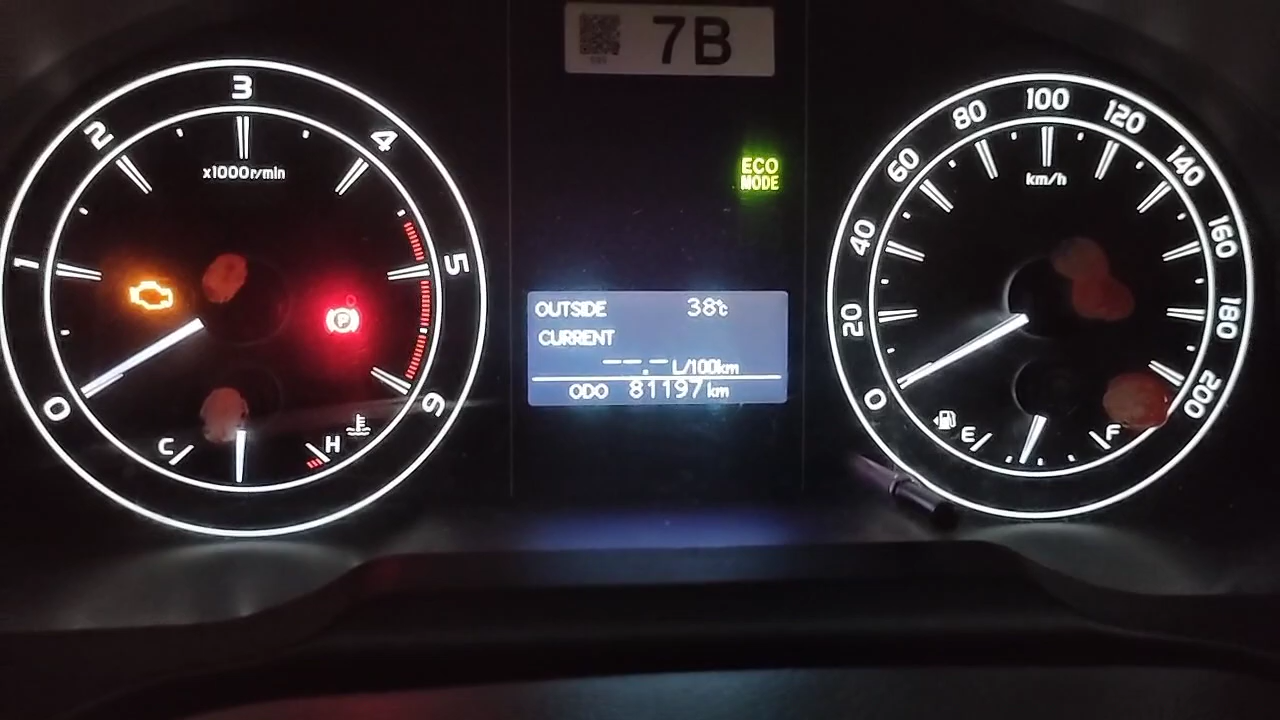 7B
0
1
2
3
4
5
6
x1000r/min
P
C
H
ECO
MODE
OUTSIDE 38℃
CURRENT
--.- L/100km
ODO 81197 km
0
20
40
60
80
100
120
140
160
180
200
km/h
E
F